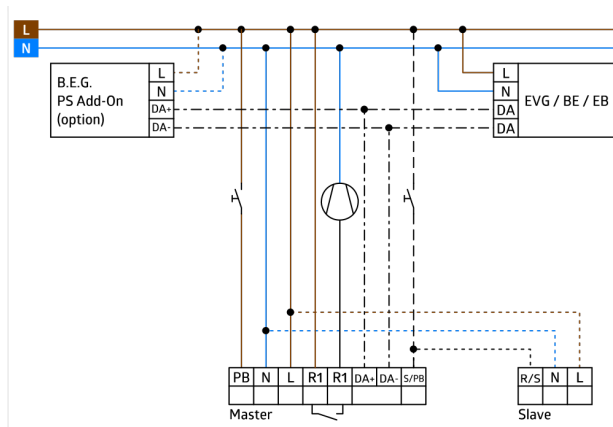 L
N
B.E.G.
PS Add-On
(option)
L
N
DA+
DA-
L
N
DA
DA
EVG / BE / EB
PB N L R1 R1 DA+ DA- S/PB
Master
R/S N L
Slave